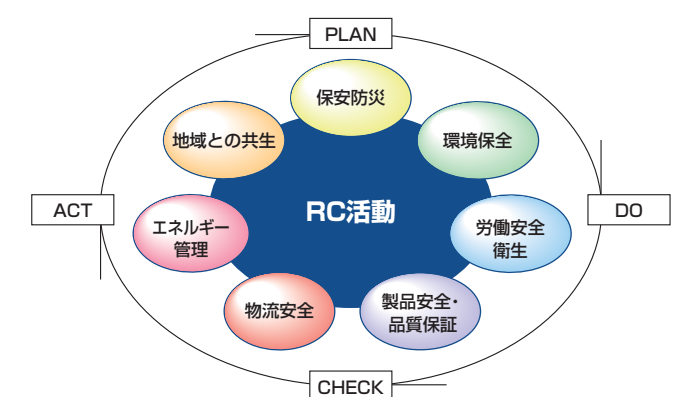 PLAN
保安防災
地域との共生
環境保全
ACT
RC活動
DO
エネルギー
管理
労働安全
衛生
物流安全
製品安全・
品質保証
CHECK